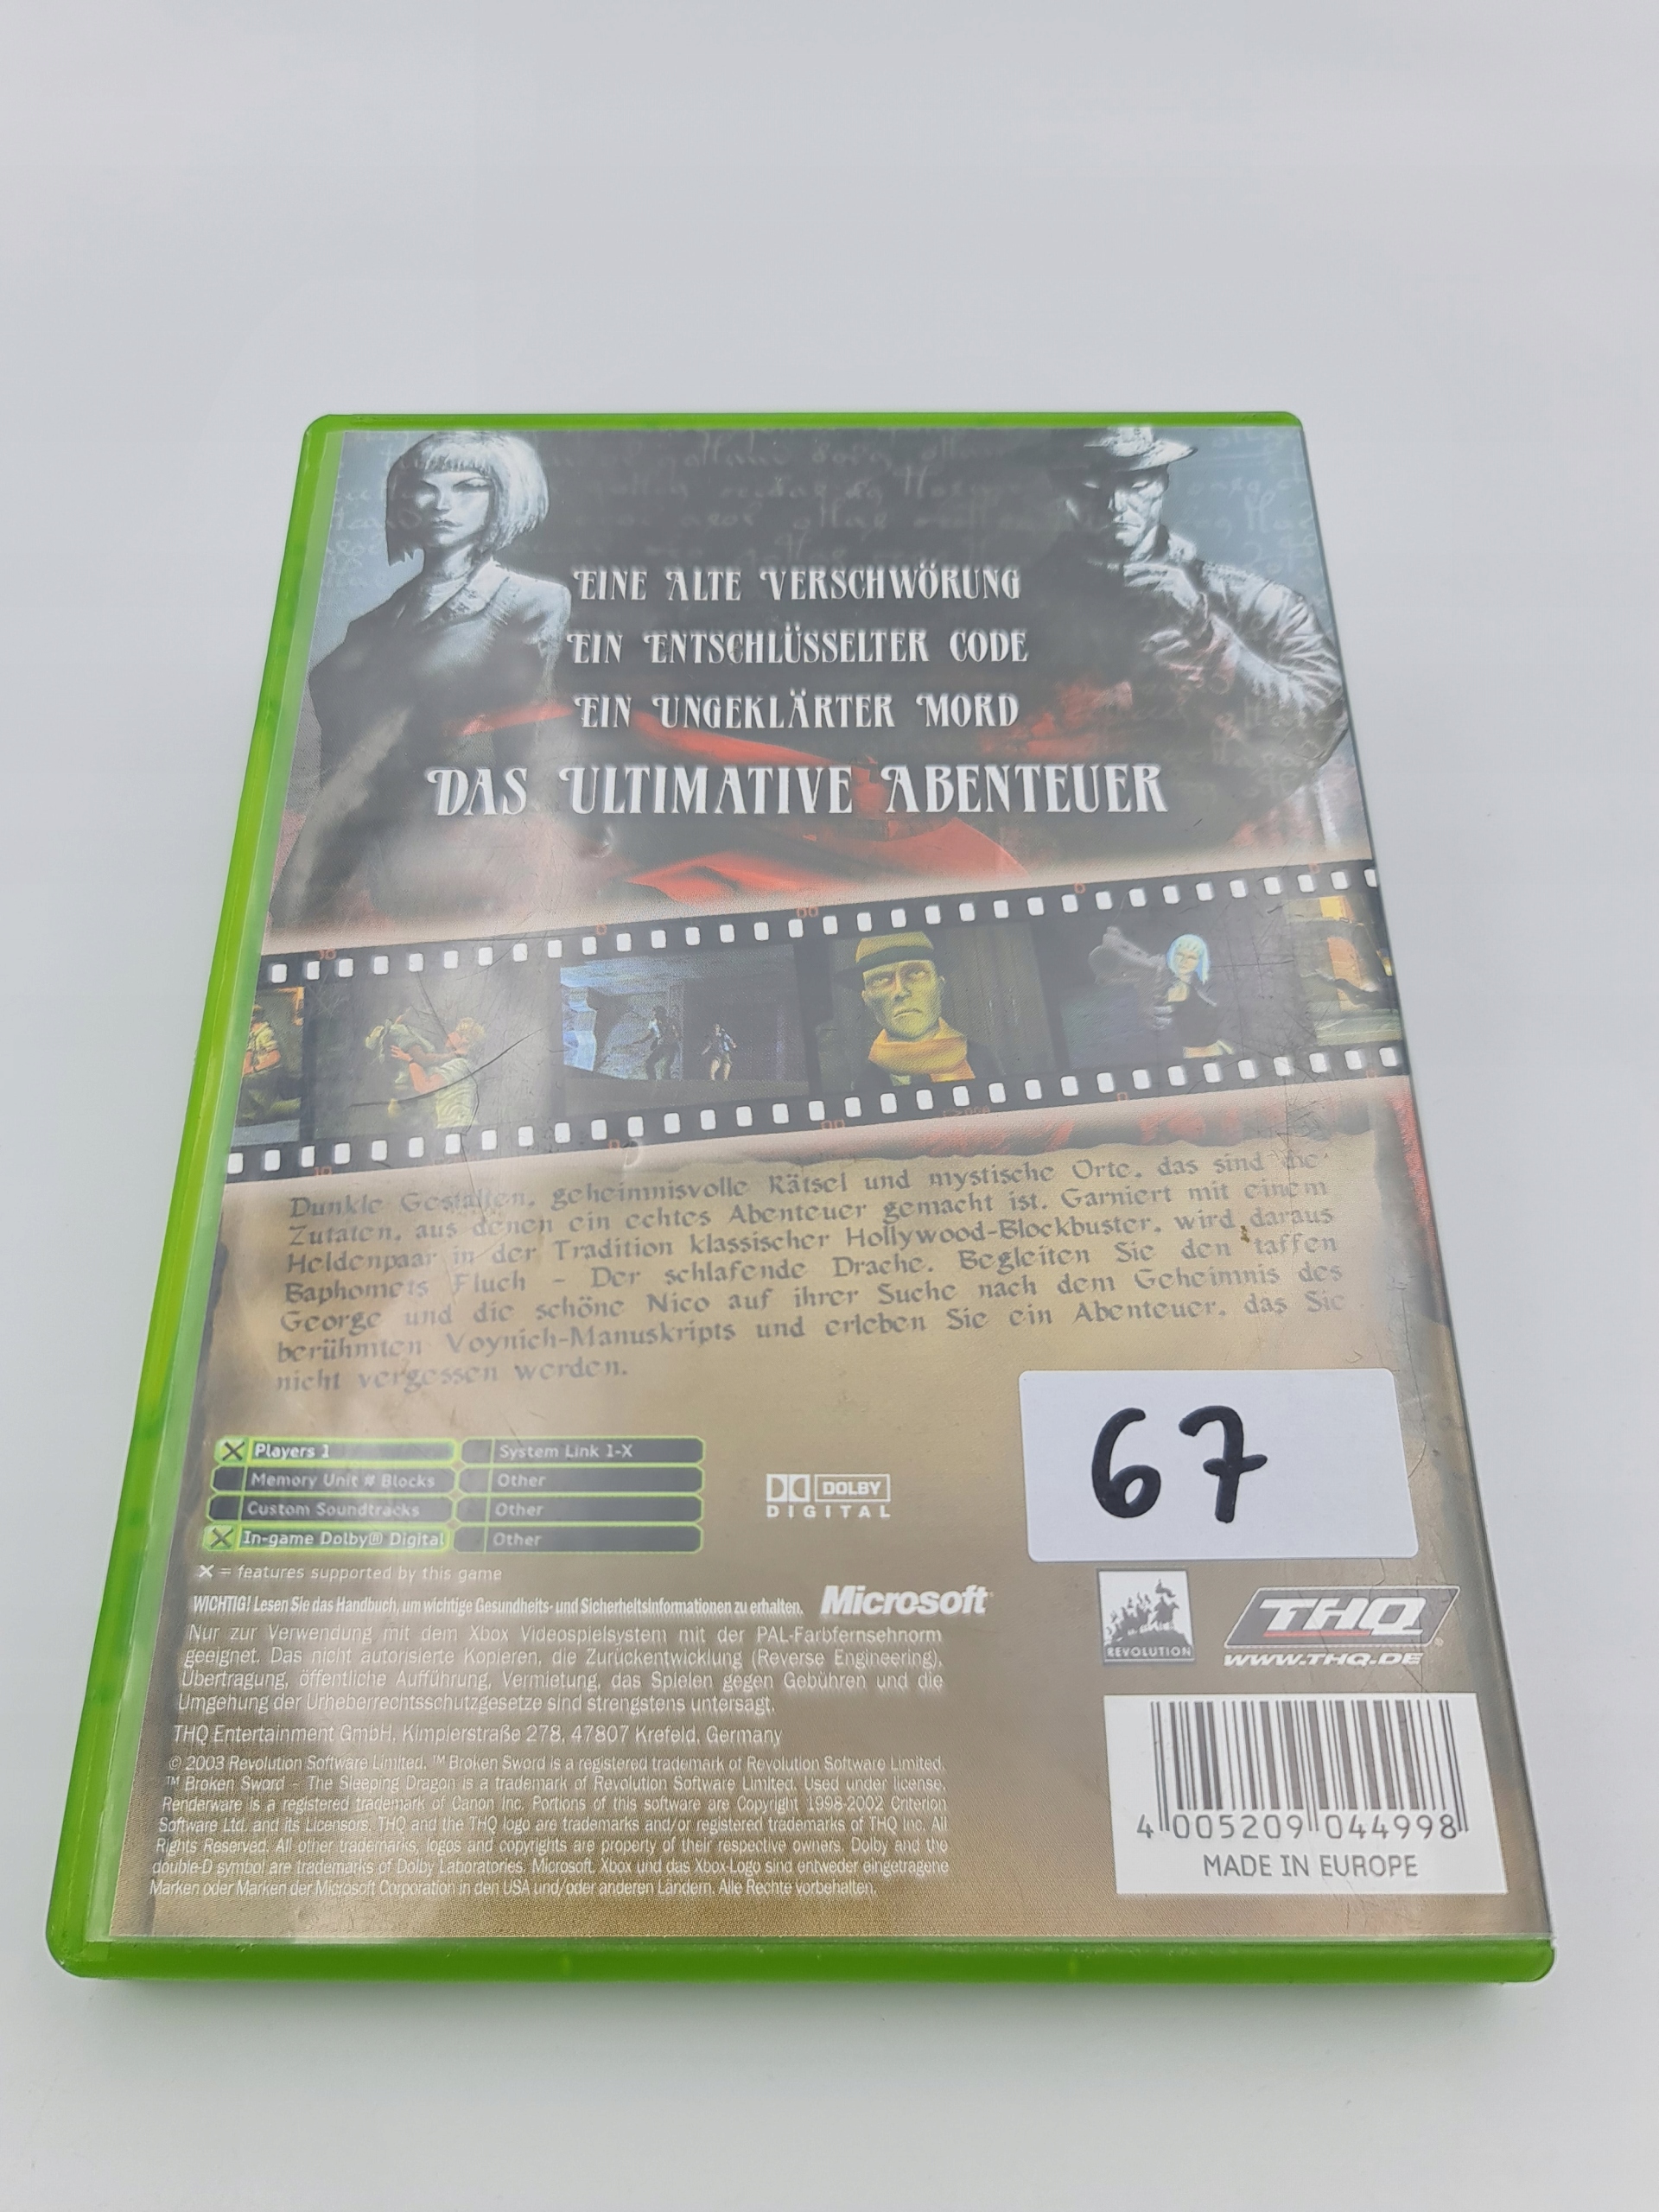 EINE ALTE VERSCHWÖRUNG
EIN ENTSCHLÜSSELTER CODE
EIN UNGEKLÄRTER MORD
DAS ULTIMATIVE ABENTEUER
Dunkle Gestalten, geheimnisvolle Rätsel und mystische Orte, das sind die
Zutaten, aus denen ein echtes Abenteuer gemacht ist. Garniert mit einem
Heldenpaar in der Tradition klassischer Hollywood-Blockbuster, wird daraus
Baphomets Fluch - Der schlafende Drache. Begleiten Sie den taffen
George und die schöne Nico auf ihrer Suche nach dem Geheimnis des
berühmten Voynich-Manuskripts und erleben Sie ein Abenteuer, das Sie
nicht vergessen werden.
67
X Players 1
System Link 1-X
Memory Unit # Blocks
Other
Custom Soundtracks
Other
X In-game Dolby® Digital
Other
DOLBY
DIGITAL
X = features supported by this game
WICHTIG! Lesen Sie das Handbuch, um wichtige Gesundheits- und Sicherheitsinformationen zu erhalten.
Microsoft
Nur zur Verwendung mit dem Xbox Videospielsystem mit der PAL-Farbfernsehnorm
geeignet. Das nicht autorisierte Kopieren, die Zurückentwicklung (Reverse Engineering),
Übertragung, öffentliche Aufführung, Vermietung, das Spielen gegen Gebühren und die
Umgehung der Urheberrechtsschutzgesetze sind strengstens untersagt.
THQ Entertainment GmbH, Kimplerstraße 278, 47807 Krefeld, Germany
© 2003 Revolution Software Limited. ™ Broken Sword is a registered trademark of Revolution Software Limited.
™ Broken Sword – The Sleeping Dragon is a trademark of Revolution Software Limited. Used under license.
Renderware is a registered trademark of Canon Inc. Portions of this software are Copyright 1998-2002 Criterion
Software Ltd. and its Licensors. THQ and the THQ logo are trademarks and/or registered trademarks of THQ Inc. All
Rights Reserved. All other trademarks, logos and copyrights are property of their respective owners. Dolby and the
double-D symbol are trademarks of Dolby Laboratories. Microsoft, Xbox und das Xbox-Logo sind entweder eingetragene
Marken oder Marken der Microsoft Corporation in den USA und/oder anderen Ländern. Alle Rechte vorbehalten.
REVOLUTION
THQ
WWW.THQ.DE
4 005209 044998
MADE IN EUROPE